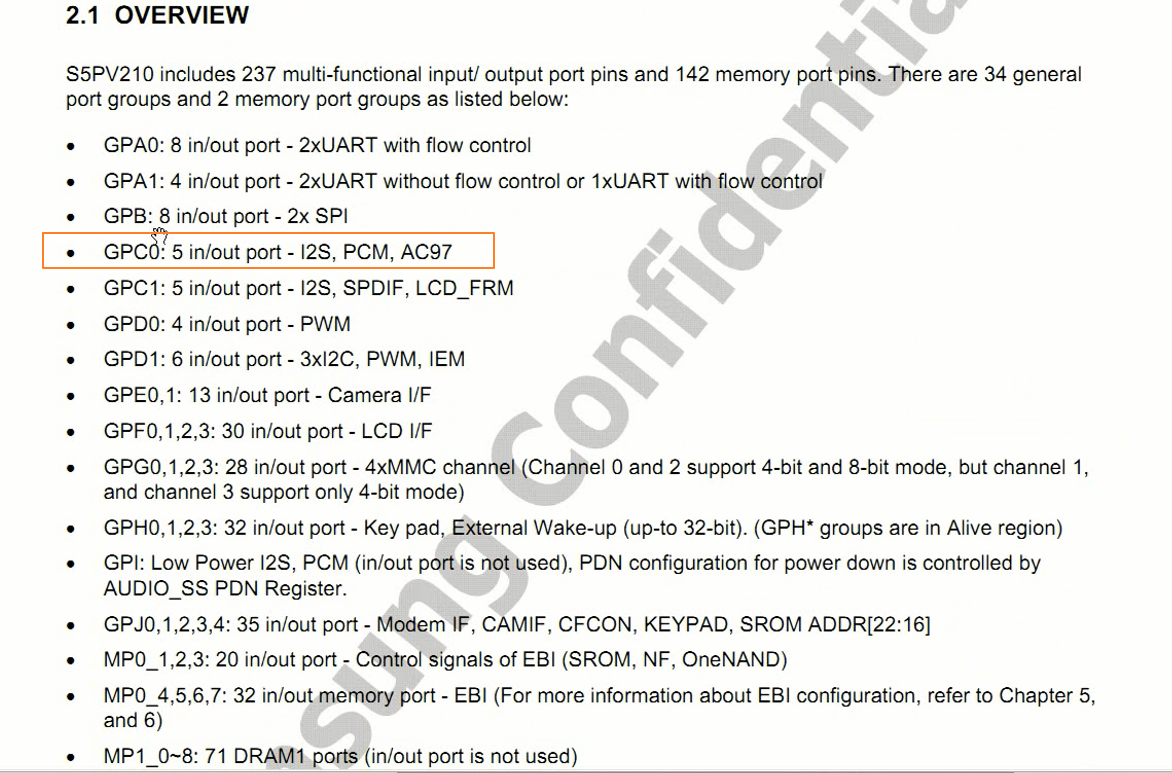 2.1 OVERVIEW
S5PV210 includes 237 multi-functional input/ output port pins and 142 memory port pins. There are 34 general
port groups and 2 memory port groups as listed below:
• GPA0: 8 in/out port - 2xUART with flow control
• GPA1: 4 in/out port - 2xUART without flow control or 1xUART with flow control
• GPB: 8 in/out port - 2x SPI
• GPC0: 5 in/out port - I2S, PCM, AC97
• GPC1: 5 in/out port - I2S, SPDIF, LCD_FRM
• GPD0: 4 in/out port - PWM
• GPD1: 6 in/out port - 3xI2C, PWM, IEM
• GPE0,1: 13 in/out port - Camera I/F
• GPF0,1,2,3: 30 in/out port - LCD I/F
• GPG0,1,2,3: 28 in/out port - 4xMMC channel (Channel 0 and 2 support 4-bit and 8-bit mode, but channel 1,
and channel 3 support only 4-bit mode)
• GPH0,1,2,3: 32 in/out port - Key pad, External Wake-up (up-to 32-bit). (GPH* groups are in Alive region)
• GPI: Low Power I2S, PCM (in/out port is not used), PDN configuration for power down is controlled by
AUDIO_SS PDN Register.
• GPJ0,1,2,3,4: 35 in/out port - Modem IF, CAMIF, CFCON, KEYPAD, SROM ADDR[22:16]
• MP0_1,2,3: 20 in/out port - Control signals of EBI (SROM, NF, OneNAND)
• MP0_4,5,6,7: 32 in/out memory port - EBI (For more information about EBI configuration, refer to Chapter 5,
and 6)
• MP1_0~8: 71 DRAM1 ports (in/out port is not used)
sung Confidential